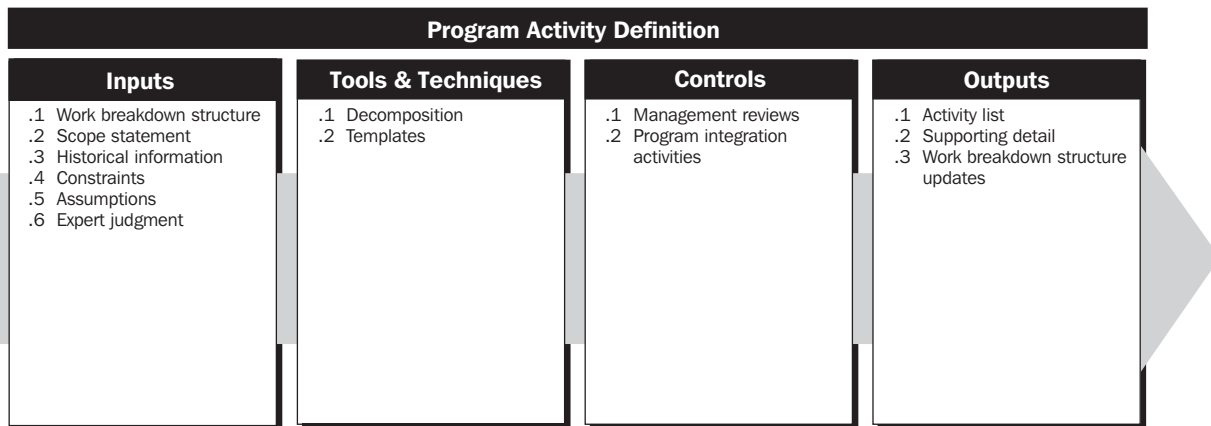 Program Activity Definition
Inputs
.1 Work breakdown structure
.2 Scope statement
.3 Historical information
.4 Constraints
.5 Assumptions
.6 Expert judgment
Tools & Techniques
.1 Decomposition
.2 Templates
Controls
.1 Management reviews
.2 Program integration
activities
Outputs
.1 Activity list
.2 Supporting detail
.3 Work breakdown structure
updates